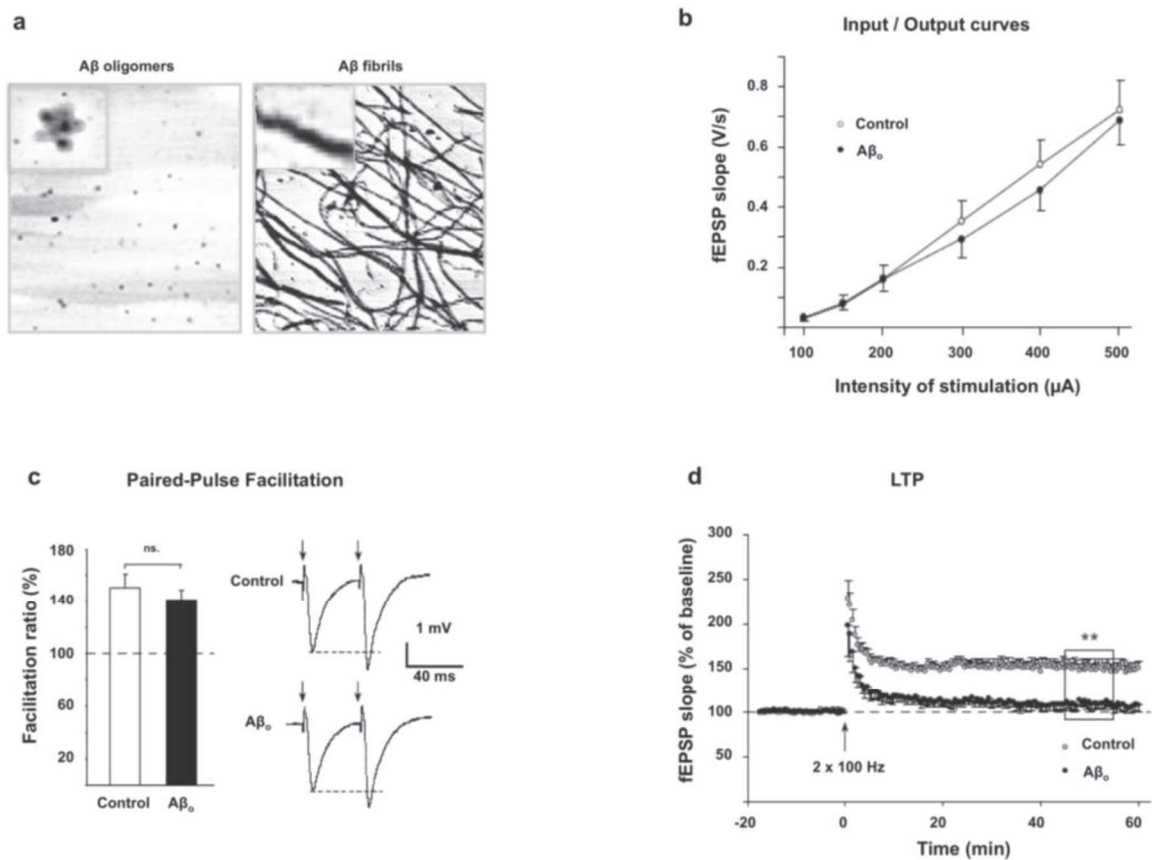 a
Aβ oligomers
Aβ fibrils
b
Input / Output curves
fEPSP slope (V/s)
0.8
0.6
0.4
0.2
Control
Aβₒ
100 200 300 400 500
Intensity of stimulation (µA)
c
Paired-Pulse Facilitation
Facilitation ratio (%)
180
140
100
60
20
ns.
Control Aβₒ
Control
1 mV
40 ms
Aβₒ
d
LTP
fEPSP slope (% of baseline)
300
250
200
150
100
50
**
2 x 100 Hz
Control
Aβₒ
-20 0 20 40 60
Time (min)